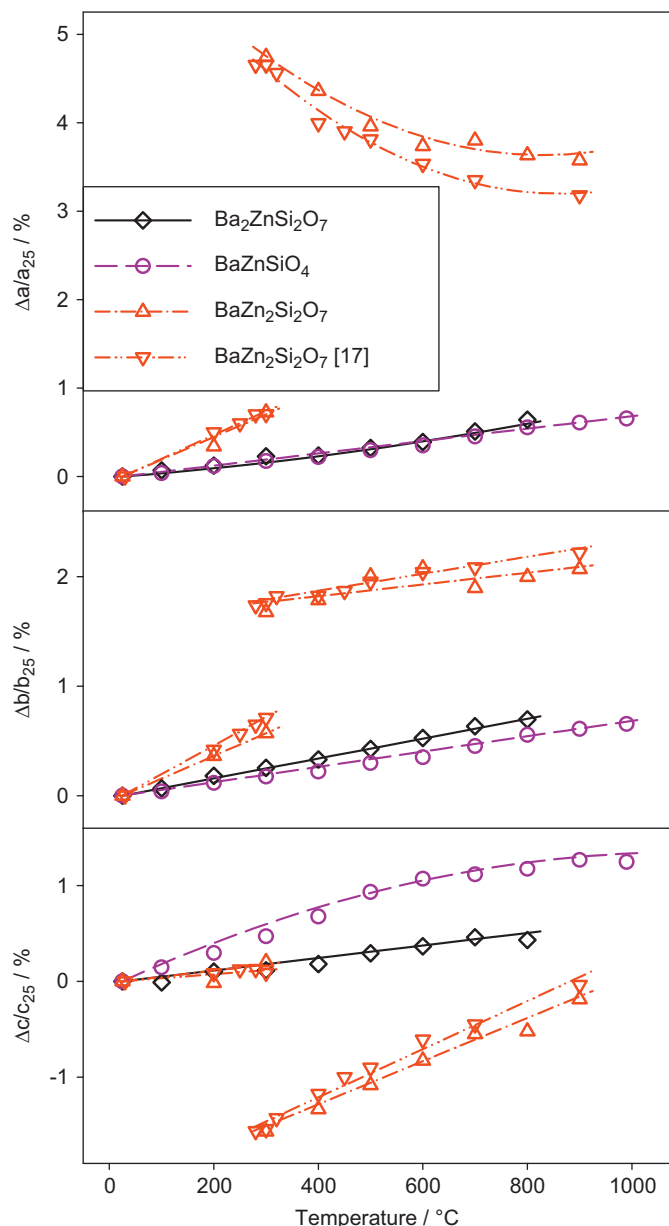 5
4
3
2
1
0
Δa/a₂₅ / %
Ba₂ZnSi₂O₇
BaZnSiO₄
BaZn₂Si₂O₇
BaZn₂Si₂O₇ [17]
2
1
0
Δb/b₂₅ / %
1
0
-1
Δc/c₂₅ / %
0 200 400 600 800 1000
Temperature / °C